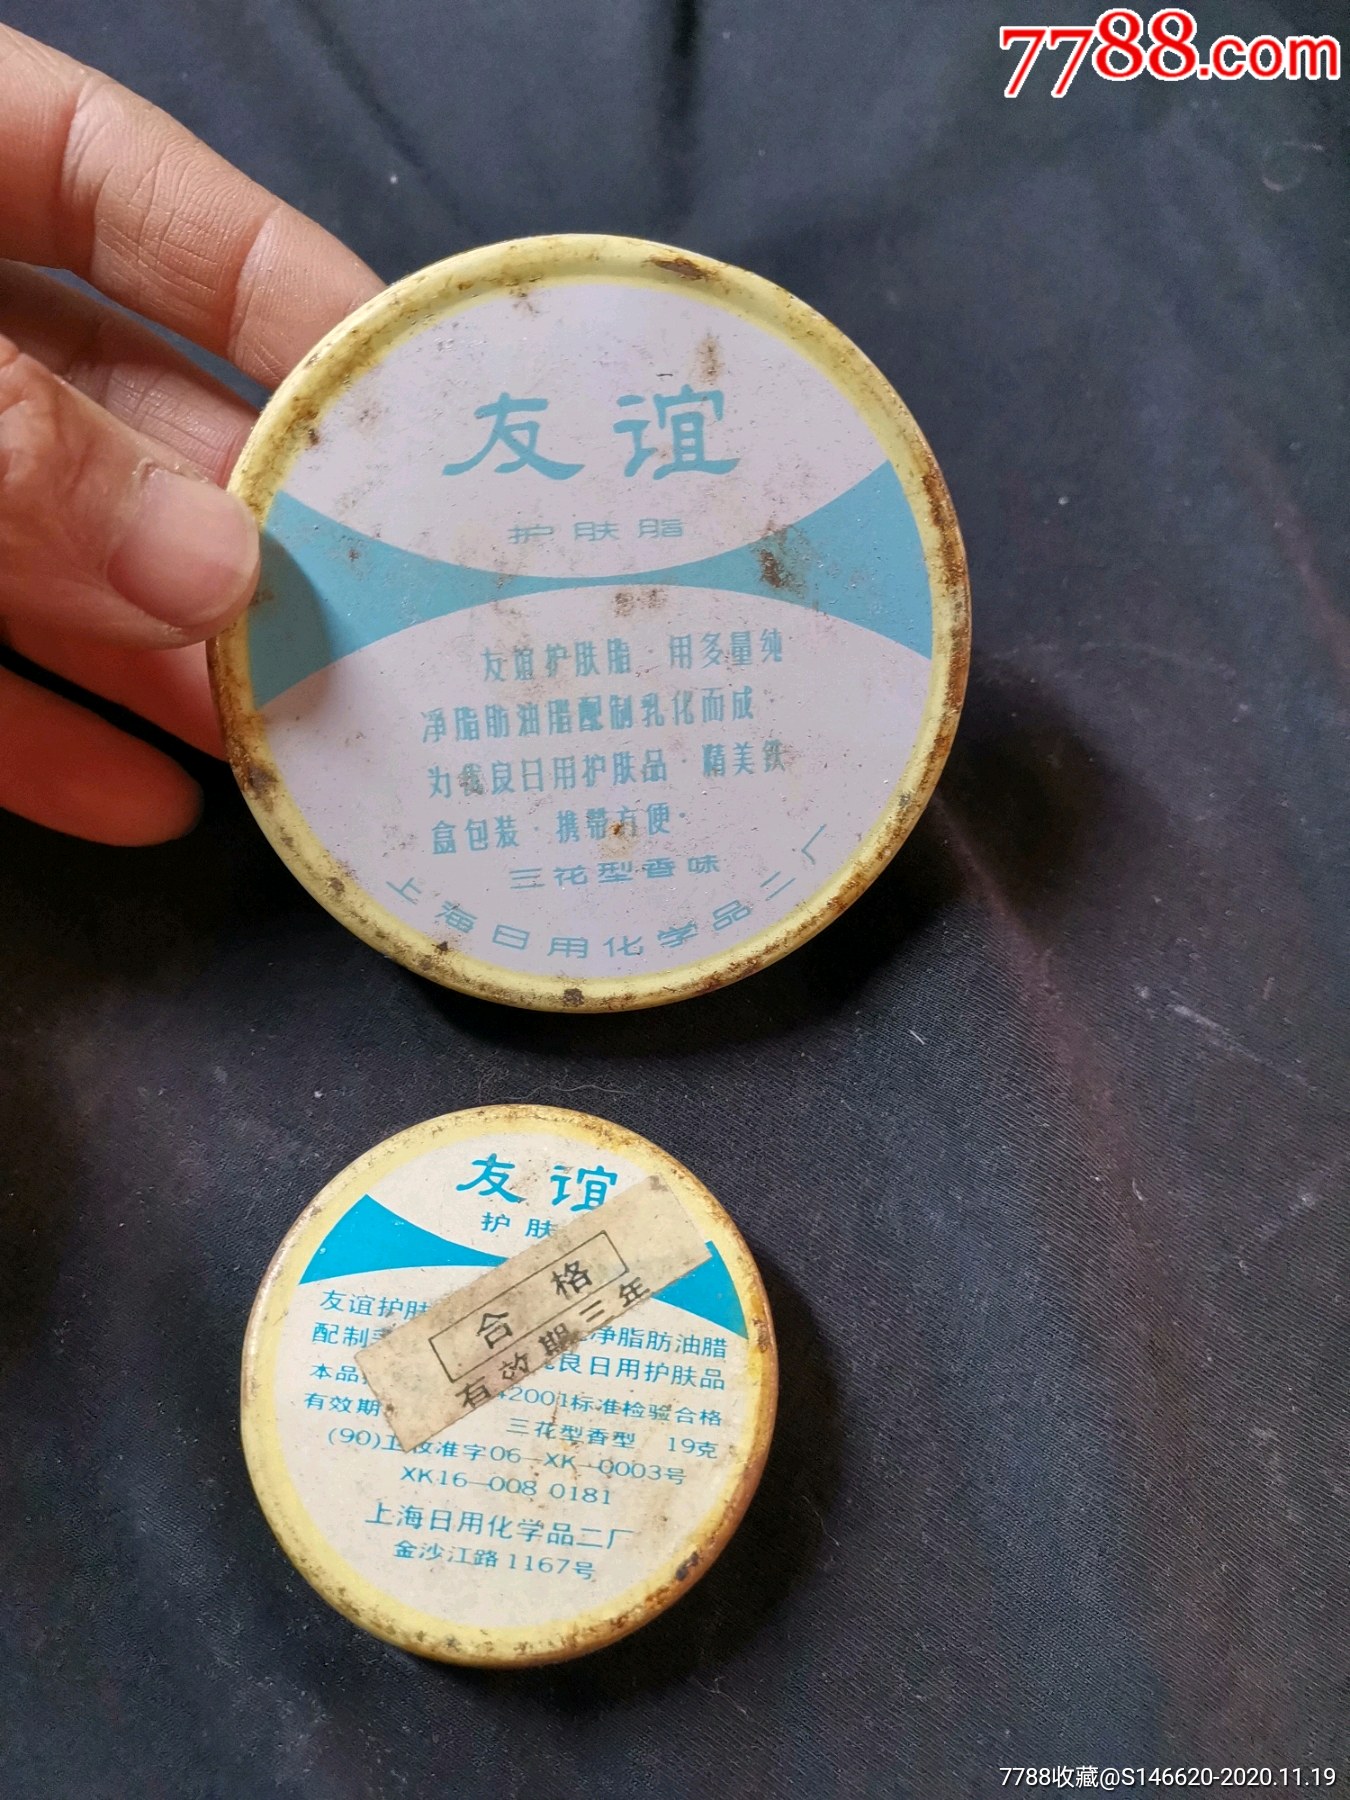 7788.com
友谊
护肤脂
友谊护肤脂·用多量纯
净脂肪油腊配制乳化而成
为优良日用护肤品·精美铁
盒包装·携带方便·
三花型香味
上海日用化学品二厂
友谊
护肤
合格
有效期三年
友谊护肤
配制 净脂肪油腊
良日用护肤品
本品 42001标准检验合格
有效期
三花型香型 19克
(90)卫妆准字06—XK—0003号
XK16—008 0181
上海日用化学品二厂
金沙江路1167号
7788收藏@S146620-2020.11.19